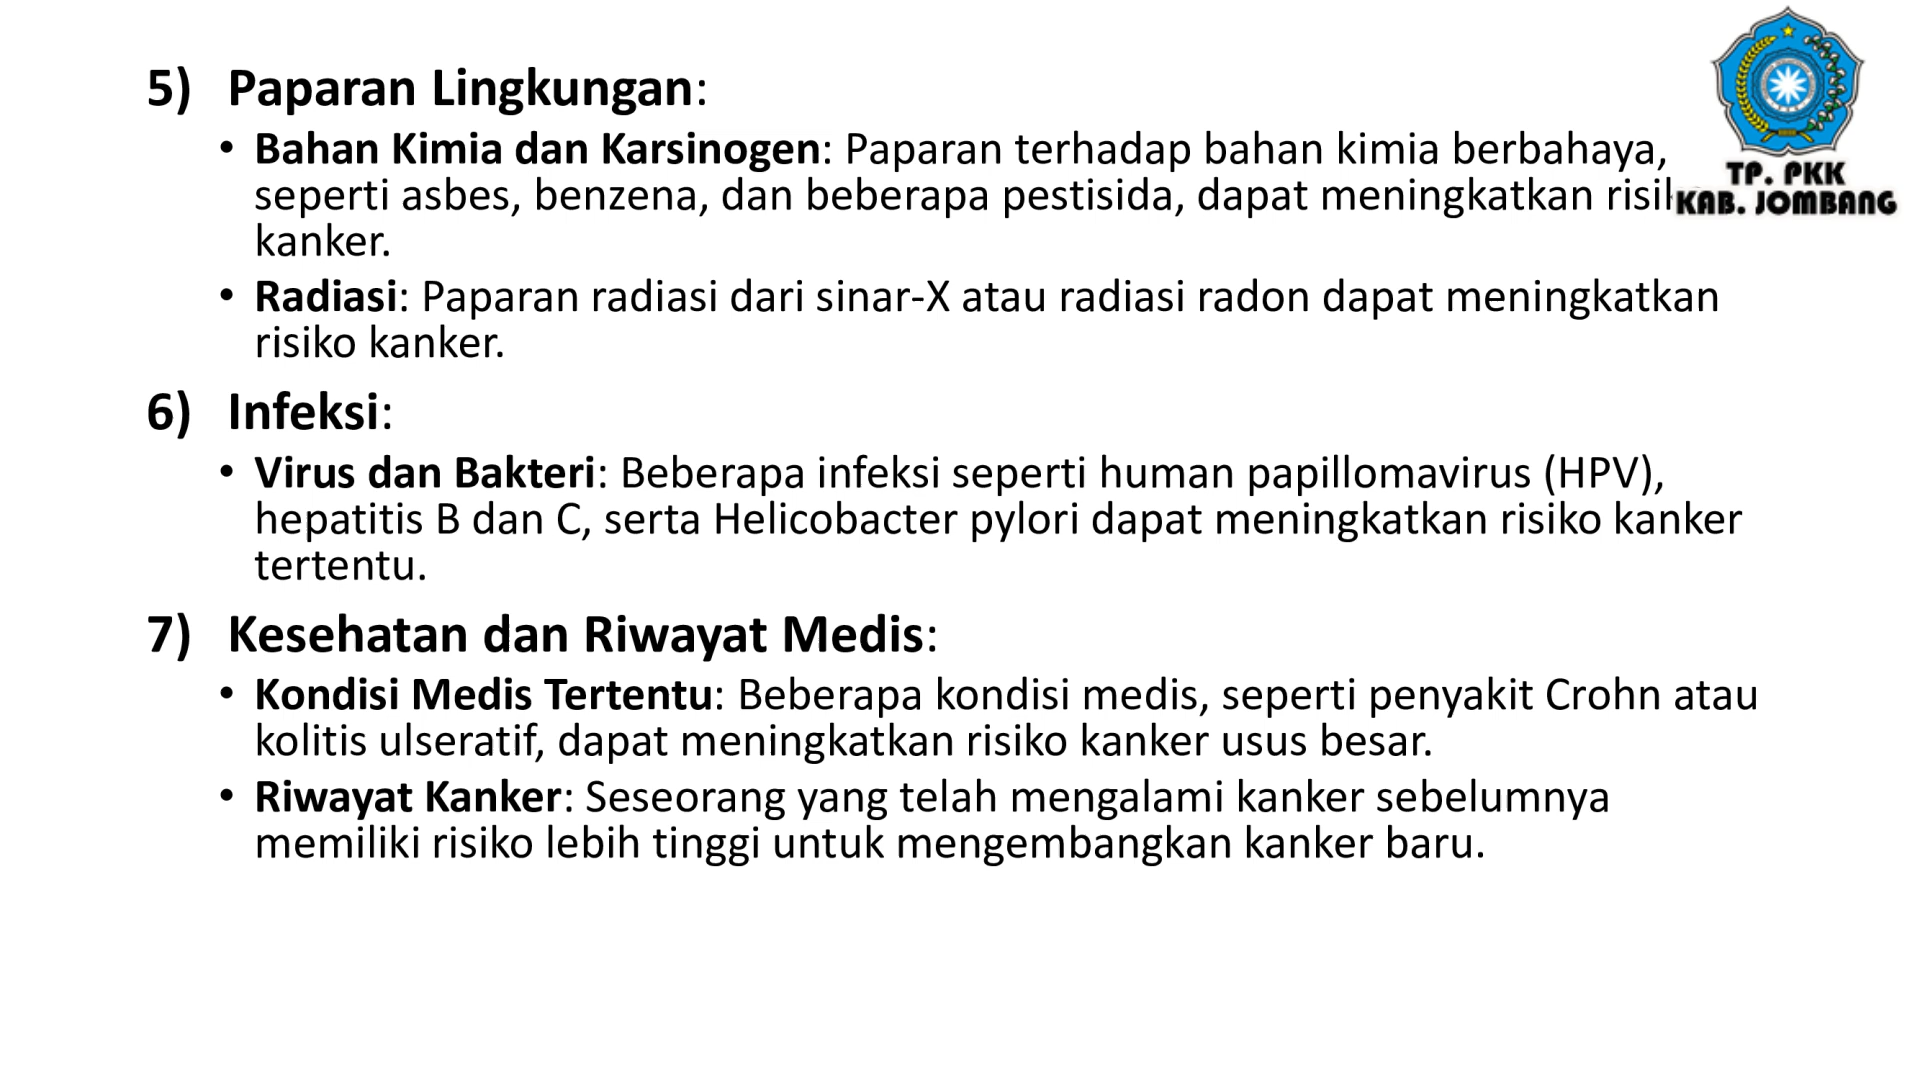 5) Paparan Lingkungan:
• Bahan Kimia dan Karsinogen: Paparan terhadap bahan kimia berbahaya,
seperti asbes, benzena, dan beberapa pestisida, dapat meningkatkan
kanker.
• Radiasi: Paparan radiasi dari sinar-X atau radiasi radon dapat meningkatkan
risiko kanker.
6) Infeksi:
• Virus dan Bakteri: Beberapa infeksi seperti human papillomavirus (HPV),
hepatitis B dan C, serta Helicobacter pylori dapat meningkatkan risiko kanker
tertentu.
7) Kesehatan dan Riwayat Medis:
• Kondisi Medis Tertentu: Beberapa kondisi medis, seperti penyakit Crohn atau
kolitis ulseratif, dapat meningkatkan risiko kanker usus besar.
• Riwayat Kanker: Seseorang yang telah mengalami kanker sebelumnya
memiliki risiko lebih tinggi untuk mengembangkan kanker baru.
TP. PKK
KAB. JOMBANG